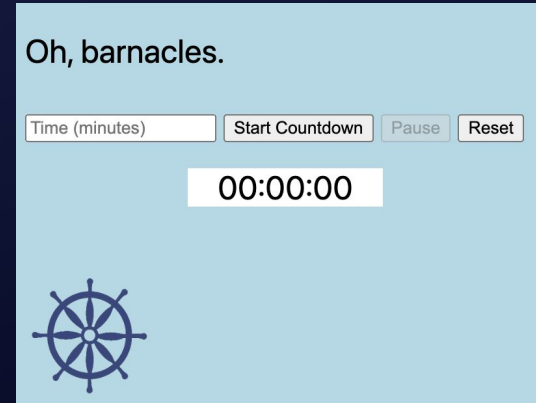 Oh, barnacles.
Time (minutes) Start Countdown Pause Reset
00:00:00